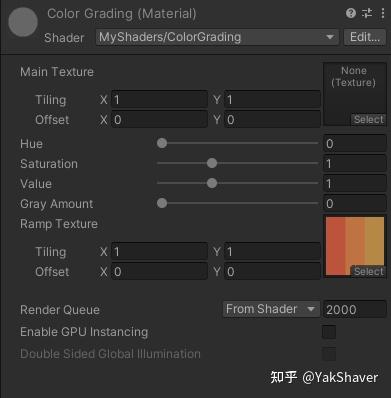 Color Grading (Material)
Shader MyShaders/ColorGrading Edit...
Main Texture
None
(Texture)
Tiling X 1 Y 1
Offset X 0 Y 0
Select
Hue 0
Saturation 1
Value 1
Gray Amount 0
Ramp Texture
Tiling X 1 Y 1
Offset X 0 Y 0
Select
Render Queue From Shader 2000
Enable GPU Instancing
Double Sided Global Illumination
知乎 @YakShaver